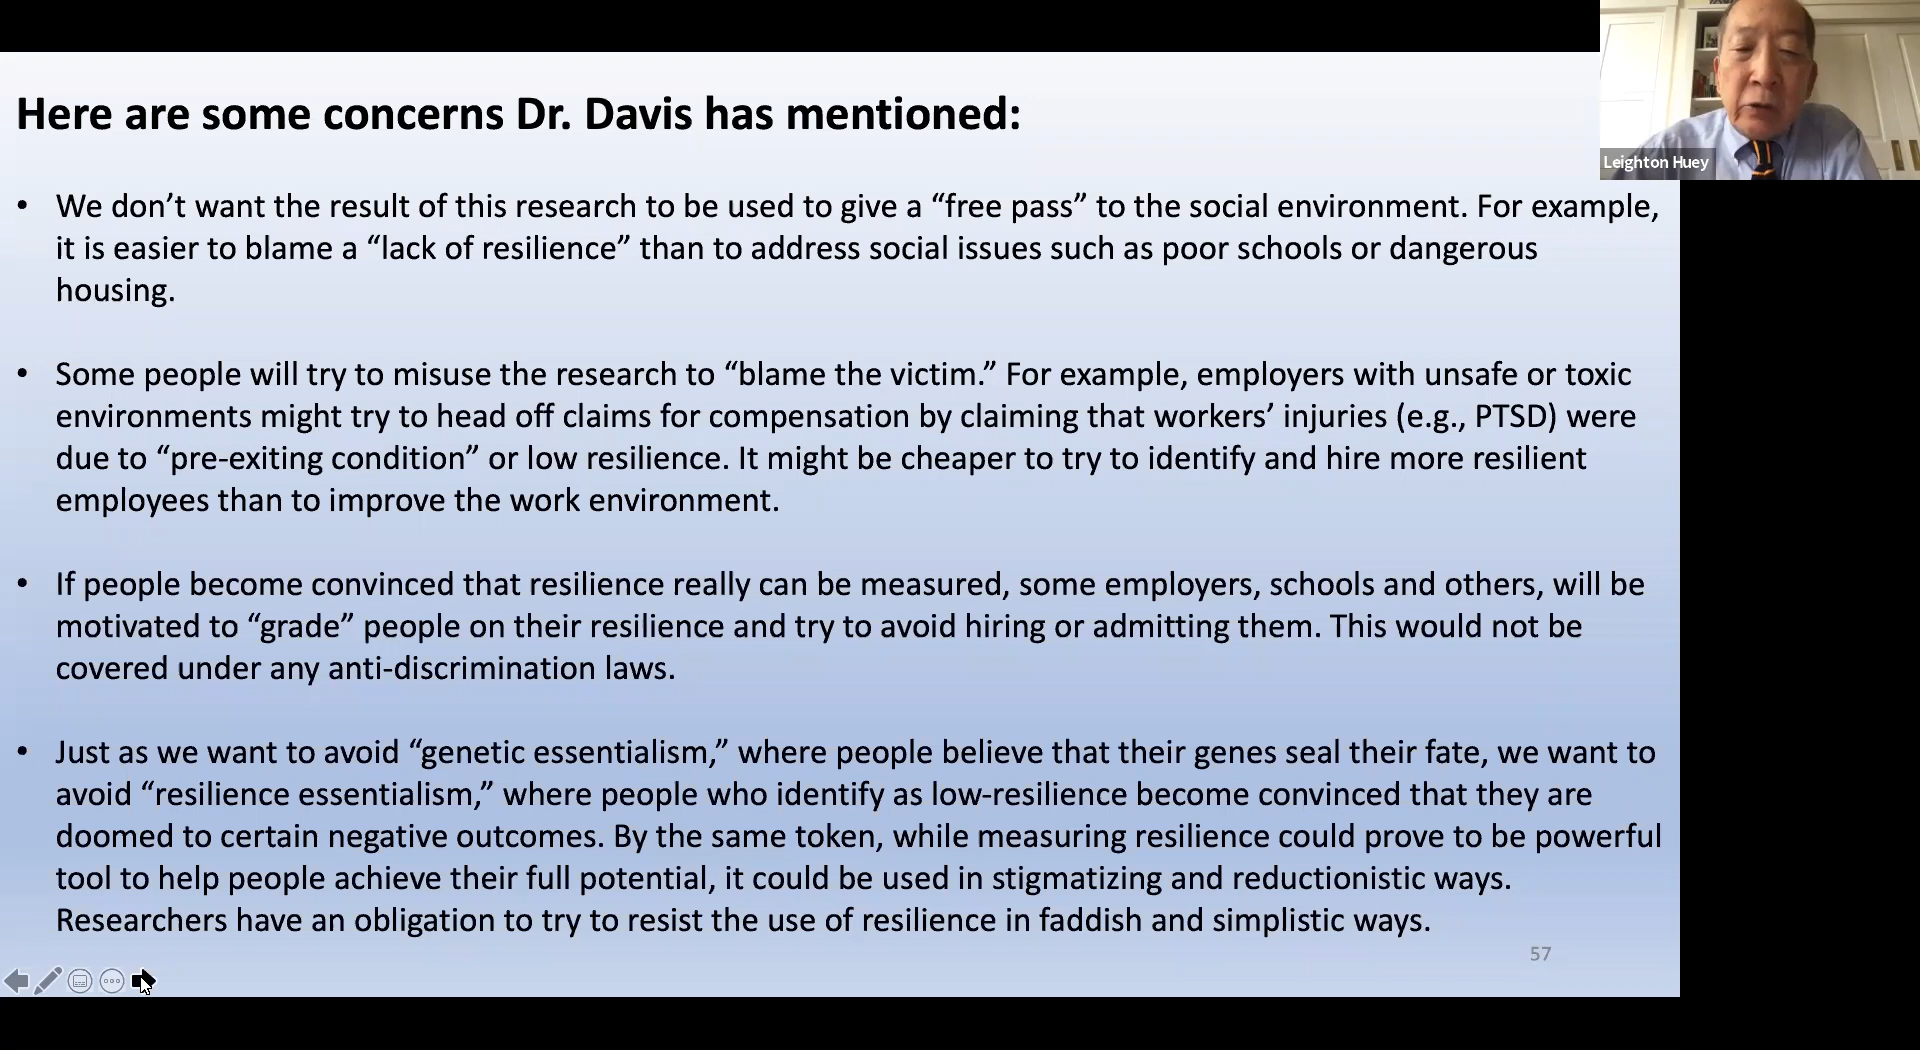 Here are some concerns Dr. Davis has mentioned:
Leighton Huey
• We don’t want the result of this research to be used to give a “free pass” to the social environment. For example,
it is easier to blame a “lack of resilience” than to address social issues such as poor schools or dangerous
housing.
• Some people will try to misuse the research to “blame the victim.” For example, employers with unsafe or toxic
environments might try to head off claims for compensation by claiming that workers’ injuries (e.g., PTSD) were
due to “pre-exiting condition” or low resilience. It might be cheaper to try to identify and hire more resilient
employees than to improve the work environment.
• If people become convinced that resilience really can be measured, some employers, schools and others, will be
motivated to “grade” people on their resilience and try to avoid hiring or admitting them. This would not be
covered under any anti-discrimination laws.
• Just as we want to avoid “genetic essentialism,” where people believe that their genes seal their fate, we want to
avoid “resilience essentialism,” where people who identify as low-resilience become convinced that they are
doomed to certain negative outcomes. By the same token, while measuring resilience could prove to be powerful
tool to help people achieve their full potential, it could be used in stigmatizing and reductionistic ways.
Researchers have an obligation to try to resist the use of resilience in faddish and simplistic ways.
57